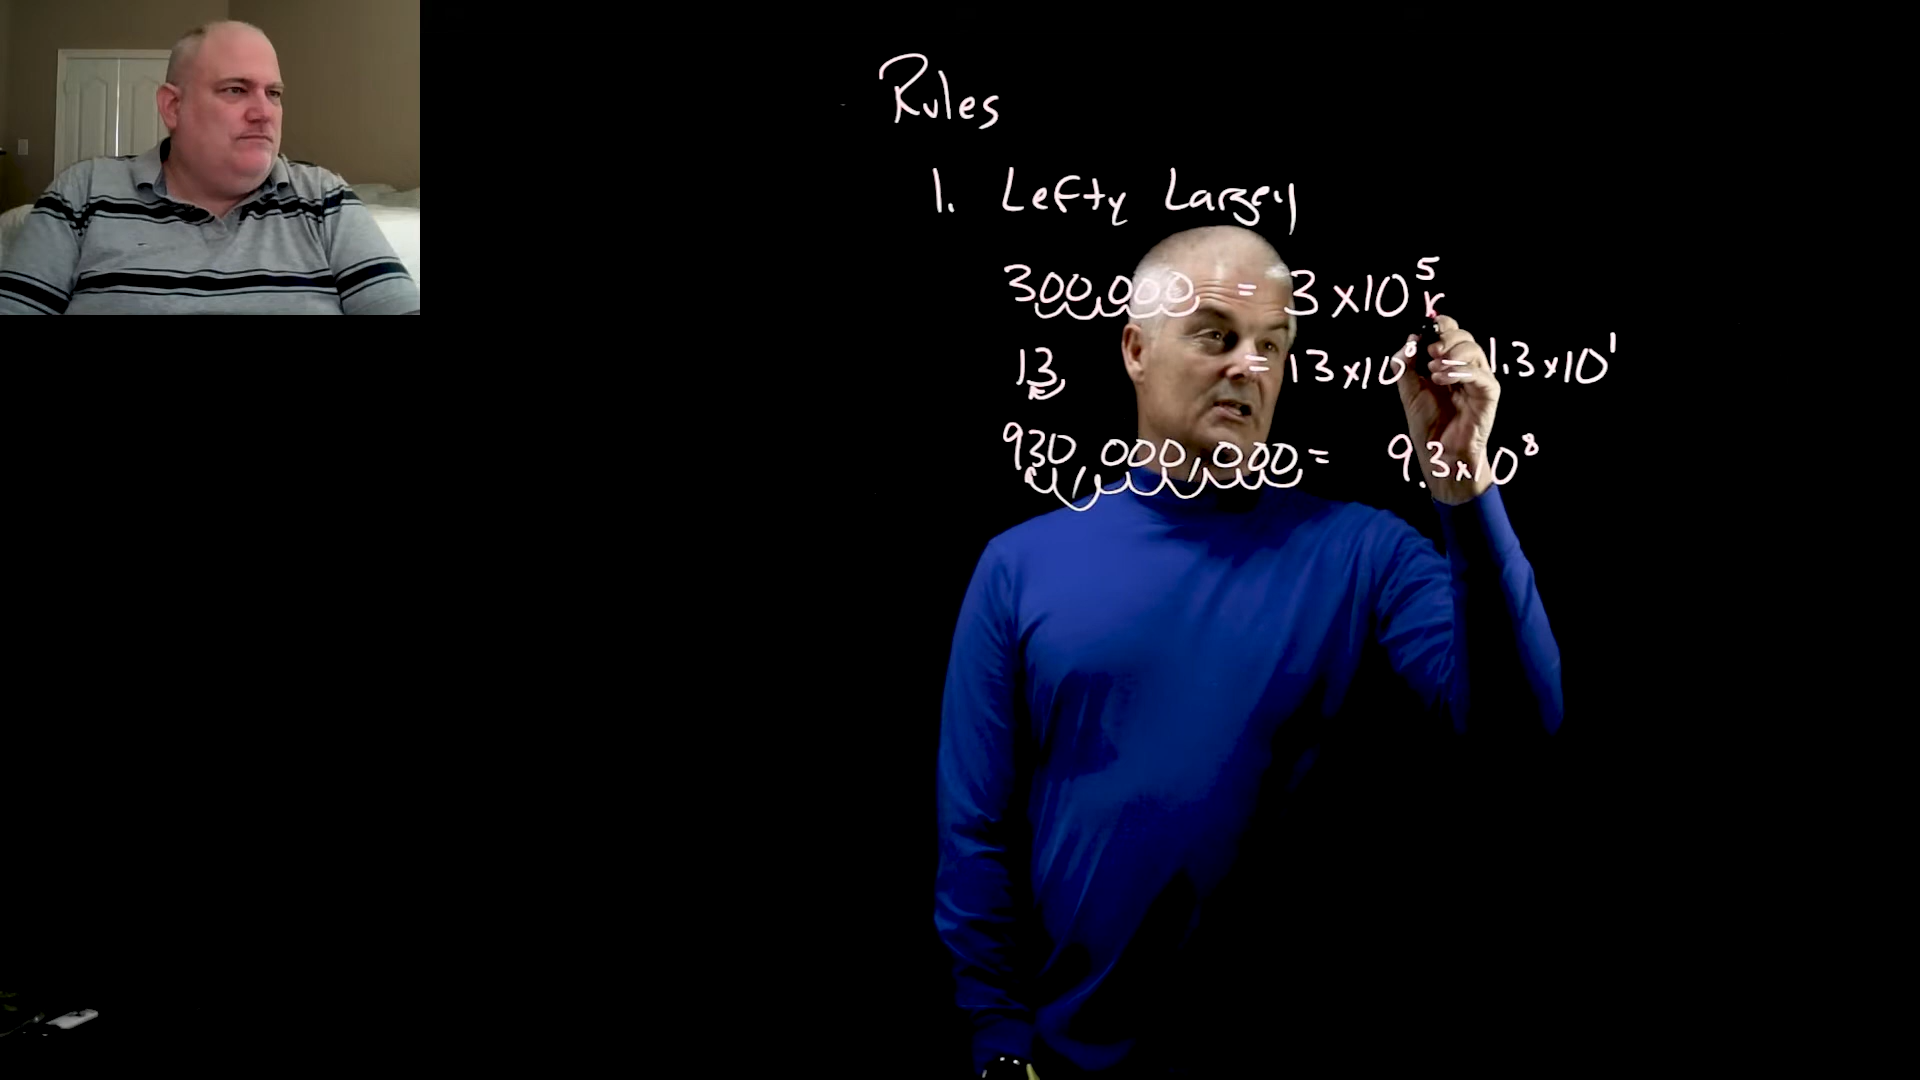 Rules
1. Lefty Largey
300,000 = 3 x 10⁵
13 = 13 x 10⁰ = 1.3 x 10¹
930,000,000 = 9.3 x 10⁸